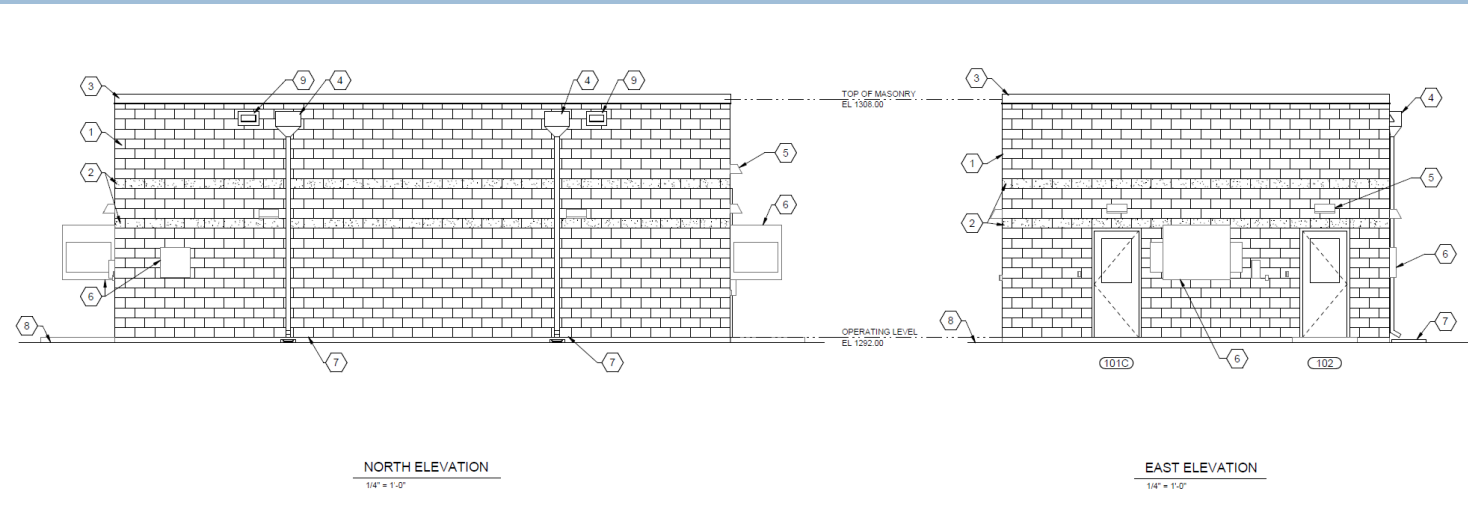 3
9
4
4
9
TOP OF MASONRY
EL 1308.00
3
4
1
2
5
6
1
5
2
6
6
8
7
7
OPERATING LEVEL
EL 1292.00
8
6
7
101C
102
NORTH ELEVATION
1/4" = 1'-0"
EAST ELEVATION
1/4" = 1'-0"